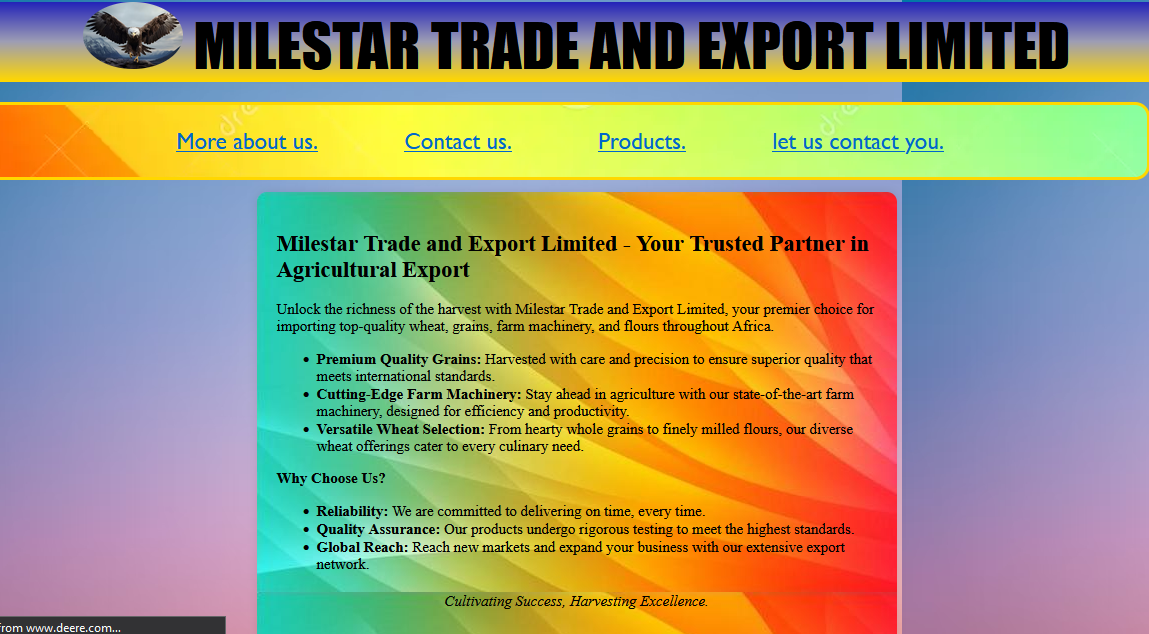 MILESTAR TRADE AND EXPORT LIMITED
dre
dre
More about us. Contact us. Products. let us contact you.
Milestar Trade and Export Limited - Your Trusted Partner in
Agricultural Export
Unlock the richness of the harvest with Milestar Trade and Export Limited, your premier choice for
importing top-quality wheat, grains, farm machinery, and flours throughout Africa.
• Premium Quality Grains: Harvested with care and precision to ensure superior quality that
meets international standards.
• Cutting-Edge Farm Machinery: Stay ahead in agriculture with our state-of-the-art farm
machinery, designed for efficiency and productivity.
• Versatile Wheat Selection: From hearty whole grains to finely milled flours, our diverse
wheat offerings cater to every culinary need.
Why Choose Us?
• Reliability: We are committed to delivering on time, every time.
• Quality Assurance: Our products undergo rigorous testing to meet the highest standards.
• Global Reach: Reach new markets and expand your business with our extensive export
network.
Cultivating Success, Harvesting Excellence.
from www.deere.com...